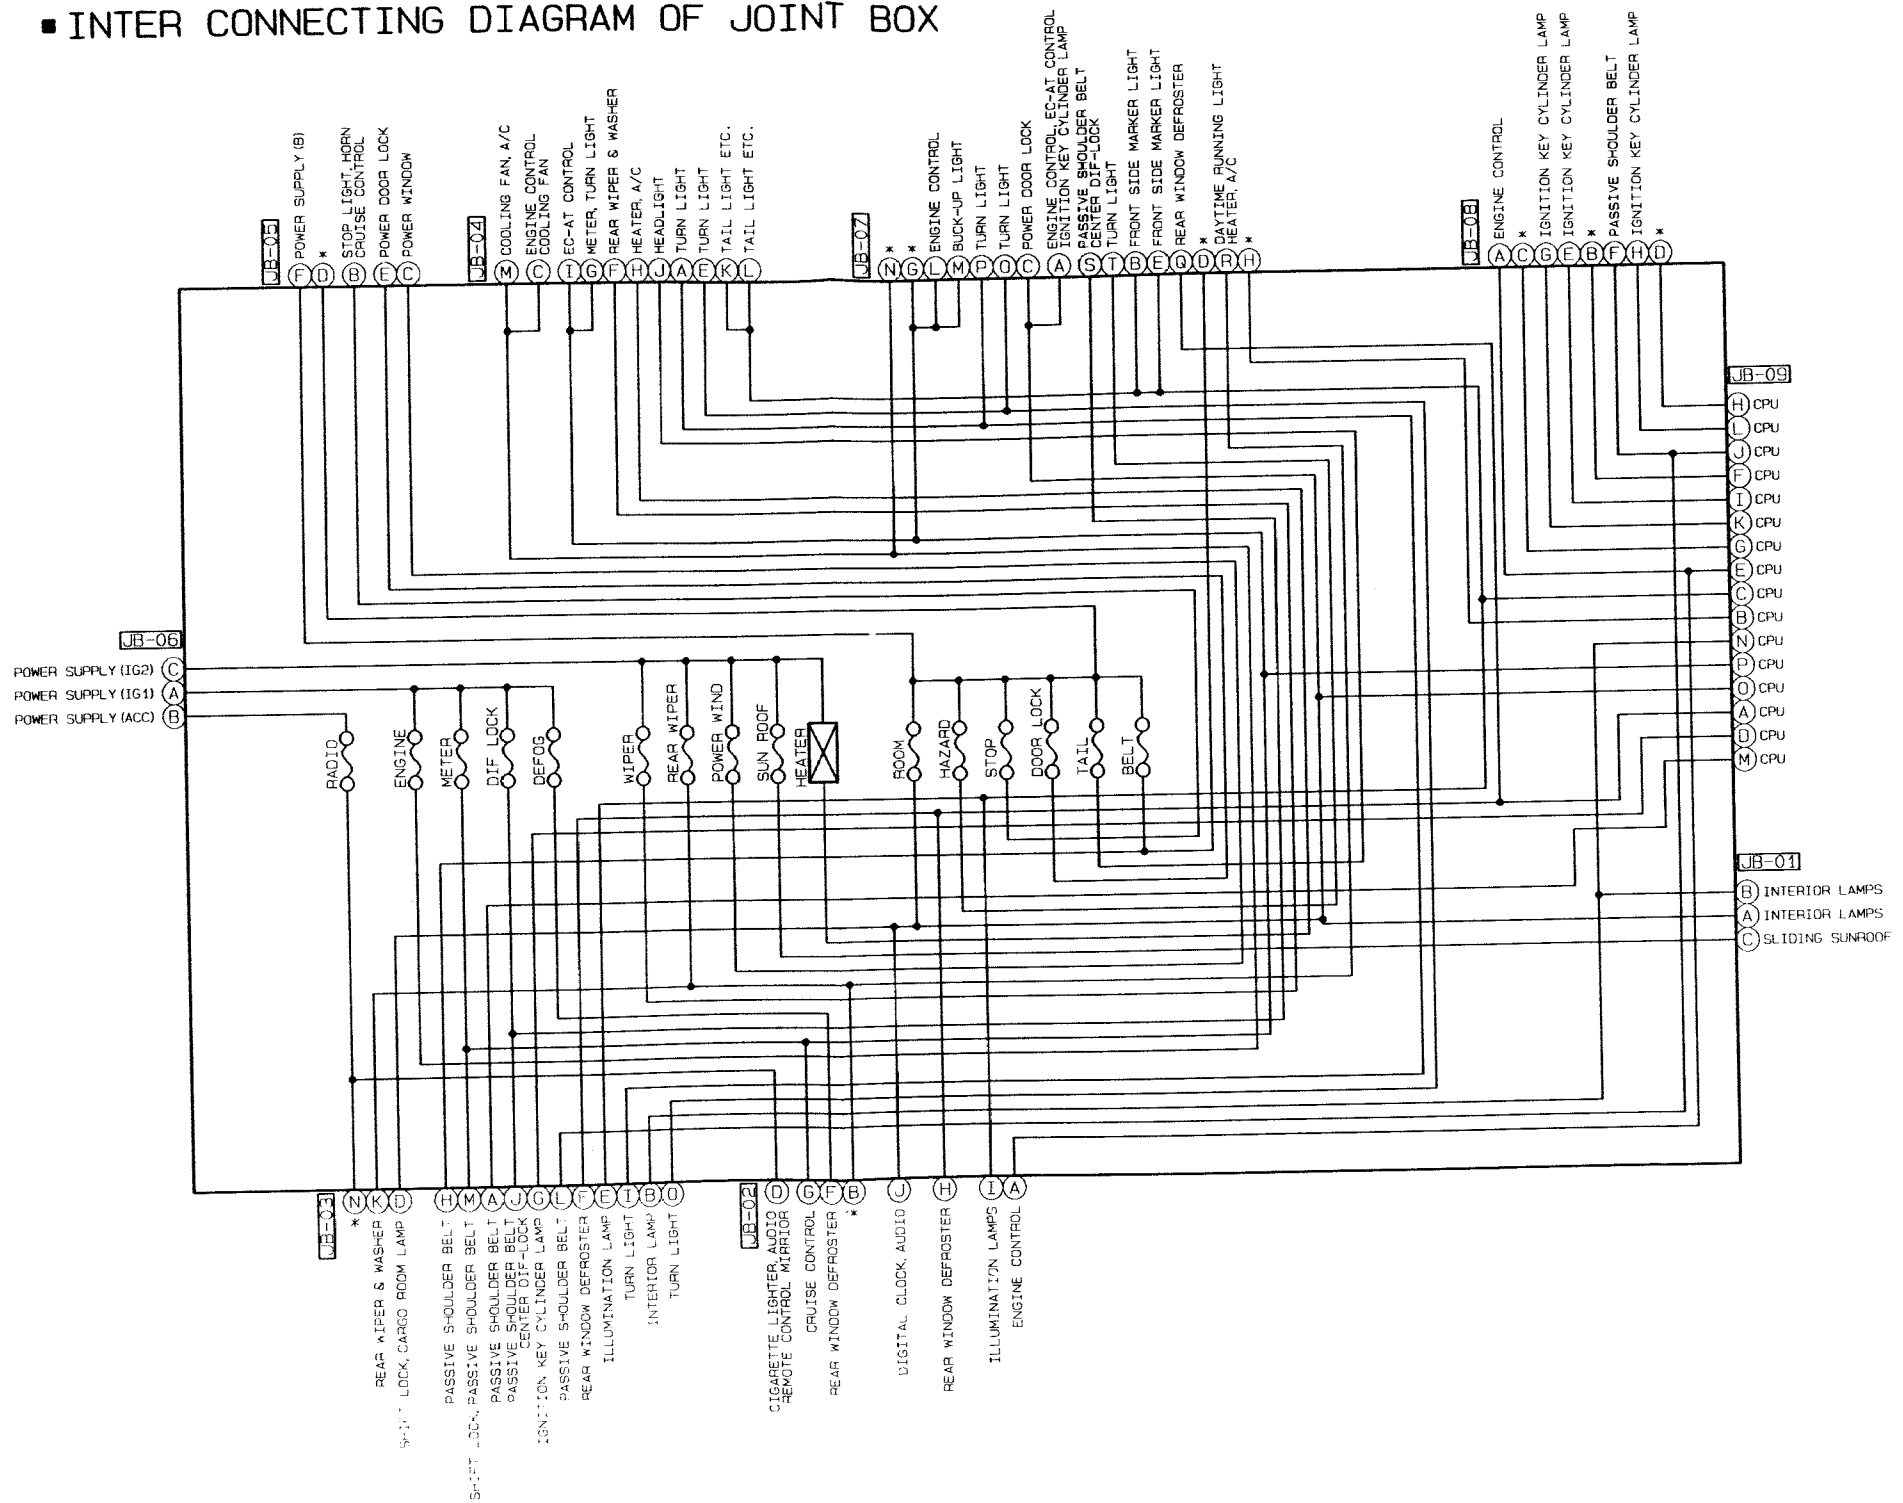 INTER CONNECTING DIAGRAM OF JOINT BOX
JB-05
F POWER SUPPLY(B)
D *
B STOP LIGHT, HORN
CRUISE CONTROL
E POWER DOOR LOCK
C POWER WINDOW
JB-04
M COOLING FAN, A/C
C ENGINE CONTROL
COOLING FAN
I EC-AT CONTROL
G METER, TURN LIGHT
F REAR WIPER & WASHER
H HEATER, A/C
J HEADLIGHT
A TURN LIGHT
E TURN LIGHT
K TAIL LIGHT ETC.
L TAIL LIGHT ETC.
JB-07
N *
G *
L ENGINE CONTROL
M BUCK-UP LIGHT
P TURN LIGHT
O TURN LIGHT
C POWER DOOR LOCK
A ENGINE CONTROL, EC-AT CONTROL
IGNITION KEY CYLINDER LAMP
S PASSIVE SHOULDER BELT
CENTER DIF-LOCK
T TURN LIGHT
B FRONT SIDE MARKER LIGHT
E FRONT SIDE MARKER LIGHT
Q REAR WINDOW DEFROSTER
D *
R DAYTIME RUNNING LIGHT
HEATER, A/C
H *
JB-08
A ENGINE CONTROL
C *
G IGNITION KEY CYLINDER LAMP
E IGNITION KEY CYLINDER LAMP
B *
F PASSIVE SHOULDER BELT
H IGNITION KEY CYLINDER LAMP
D *
JB-09
H CPU
L CPU
J CPU
F CPU
I CPU
K CPU
G CPU
E CPU
C CPU
B CPU
N CPU
P CPU
O CPU
A CPU
D CPU
M CPU
JB-06
POWER SUPPLY(IG2) C
POWER SUPPLY(IG1) A
POWER SUPPLY(ACC) B
RADIO
ENGINE
METER
DIF LOCK
DEFOG
WIPER
REAR WIPER
POWER WIND
SUN ROOF
HEATER
ROOM
HAZARD
STOP
DOOR LOCK
TAIL
BELT
JB-01
B INTERIOR LAMPS
A INTERIOR LAMPS
C SLIDING SUNROOF
JB-03
N *
K REAR WIPER & WASHER
D SHIFT LOCK, CARGO ROOM LAMP
H PASSIVE SHOULDER BELT
M SHIFT LOCK, PASSIVE SHOULDER BELT
A PASSIVE SHOULDER BELT
J PASSIVE SHOULDER BELT
CENTER DIF-LOCK
G IGNITION KEY CYLINDER LAMP
L PASSIVE SHOULDER BELT
F REAR WINDOW DEFROSTER
E ILLUMINATION LAMP
I TURN LIGHT
B INTERIOR LAMP
O TURN LIGHT
JB-02
D CIGARETTE LIGHTER, AUDIO
REMOTE CONTROL MIRRIOR
G CRUISE CONTROL
F REAR WINDOW DEFROSTER
B *
J DIGITAL CLOCK, AUDIO
H REAR WINDOW DEFROSTER
I ILLUMINATION LAMPS
A ENGINE CONTROL